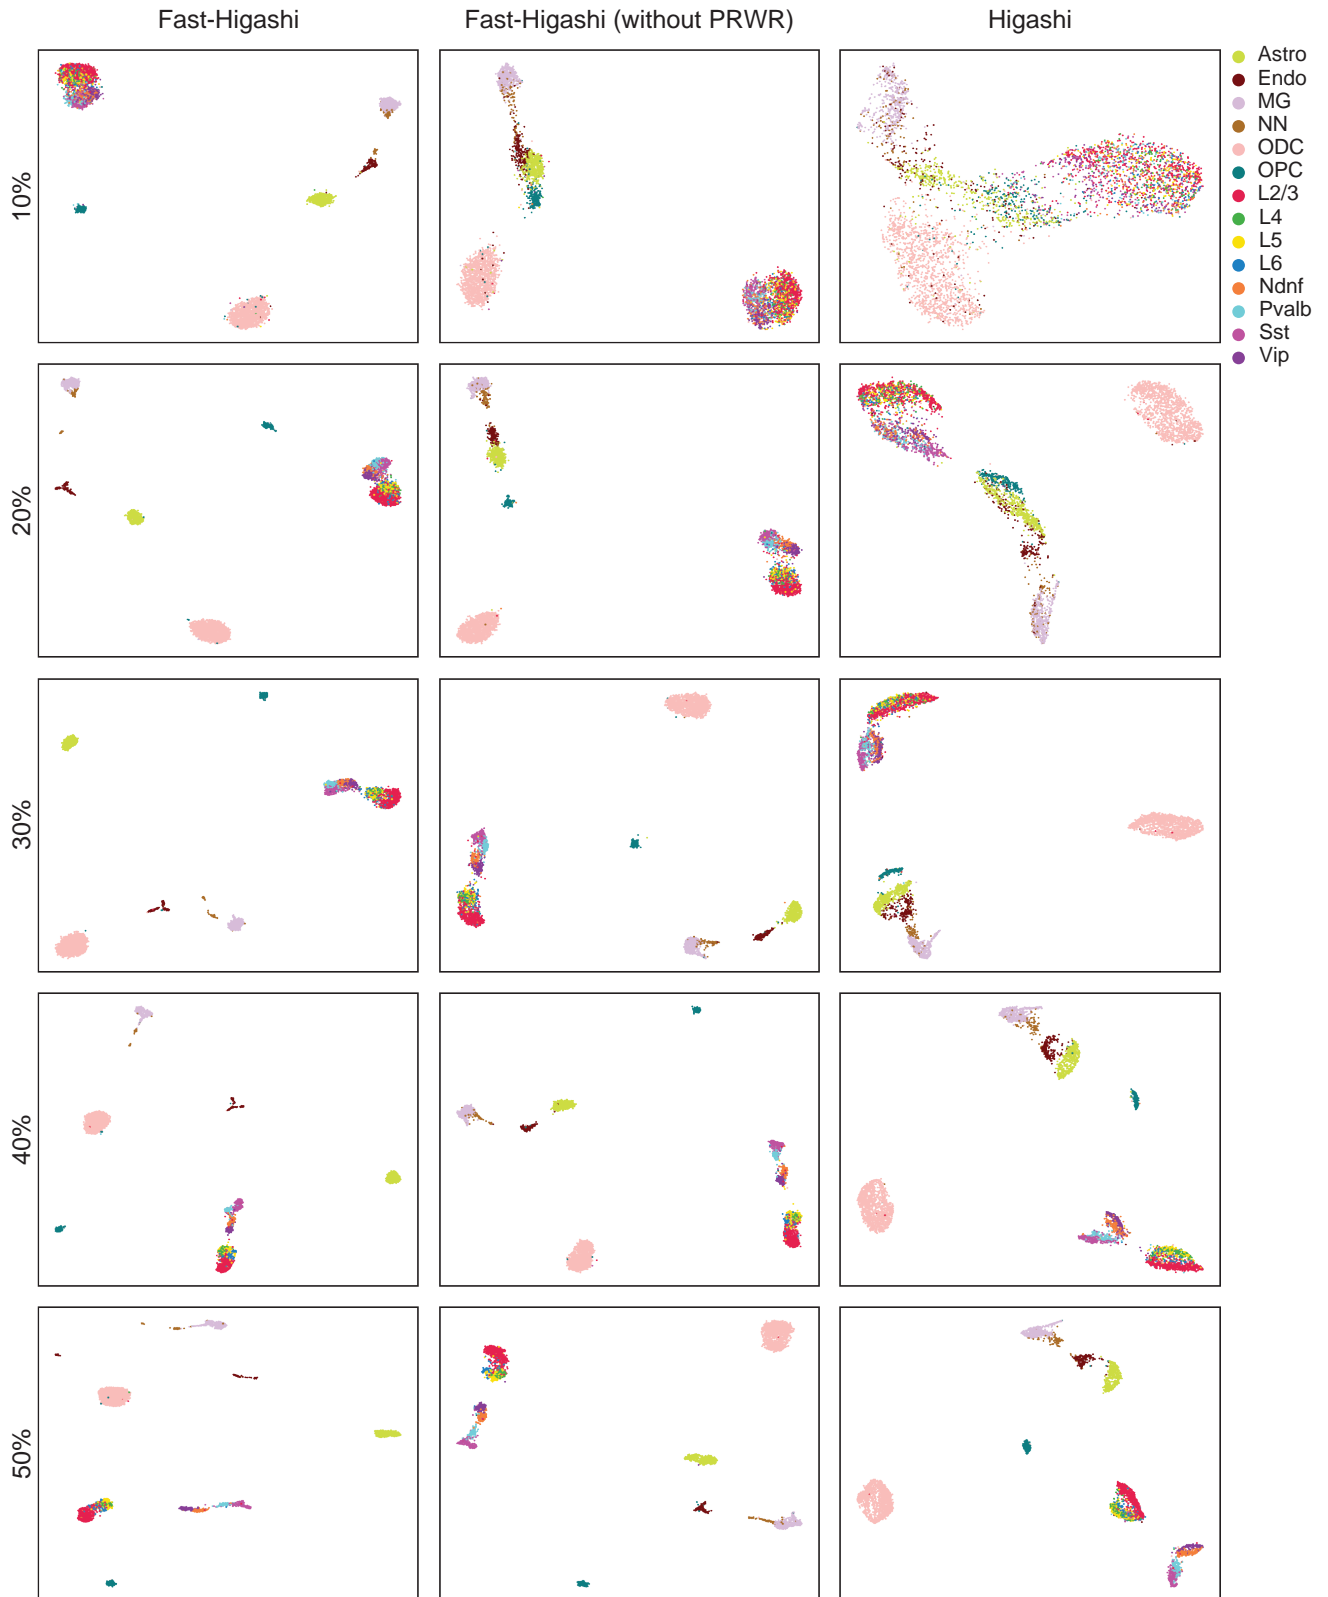 Fast-Higashi
Fast-Higashi (without PRWR)
Higashi
Astro
Endo
MG
NN
ODC
OPC
L2/3
L4
L5
L6
Ndnf
Pvalb
Sst
Vip
10%
20%
30%
40%
50%